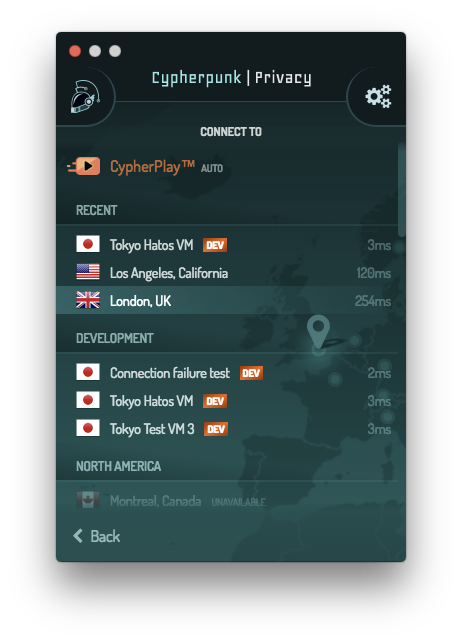 Cypherpunk | Privacy
CONNECT TO
CypherPlay™ AUTO
RECENT
Tokyo Hatos VM DEV 3ms
Los Angeles, California 120ms
London, UK 254ms
DEVELOPMENT
Connection failure test DEV 2ms
Tokyo Hatos VM DEV 3ms
Tokyo Test VM 3 DEV 3ms
NORTH AMERICA
Montreal, Canada UNAVAILABLE
Back